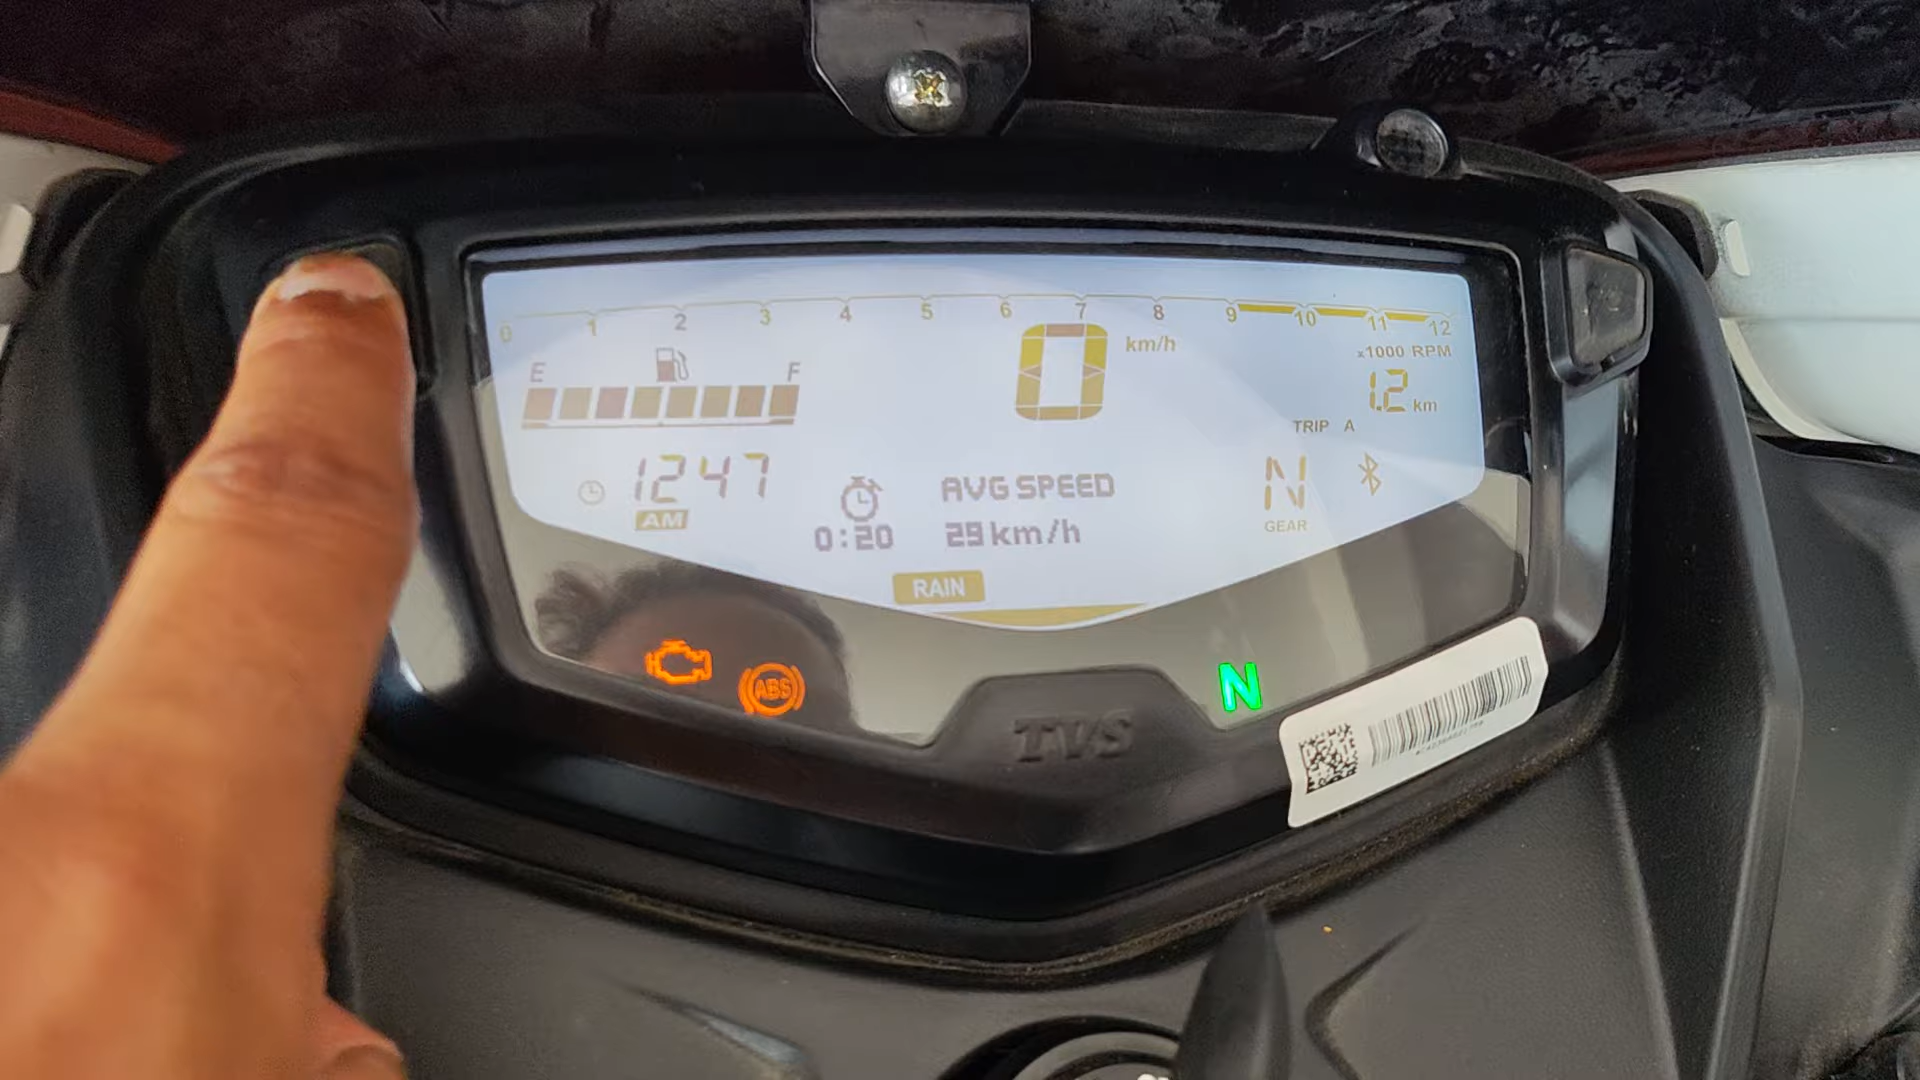 0 1 2 3 4 5 6 7 8 9 10 11 12
x1000 RPM
E F
0 km/h
1.2 km
TRIP A
12 47
AM
0:20
AVG SPEED
29 km/h
N
GEAR
RAIN
ABS
N
TVS